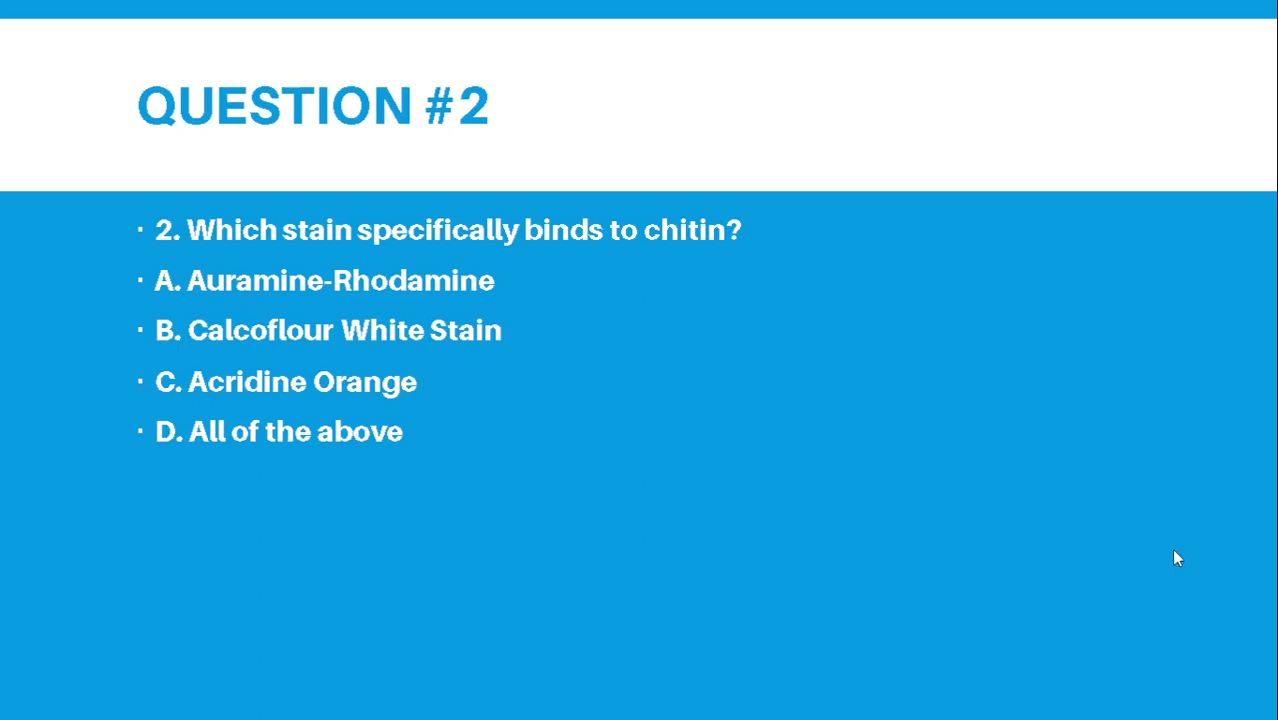 QUESTION #2
· 2. Which stain specifically binds to chitin?
· A. Auramine-Rhodamine
· B. Calcoflour White Stain
· C. Acridine Orange
· D. All of the above